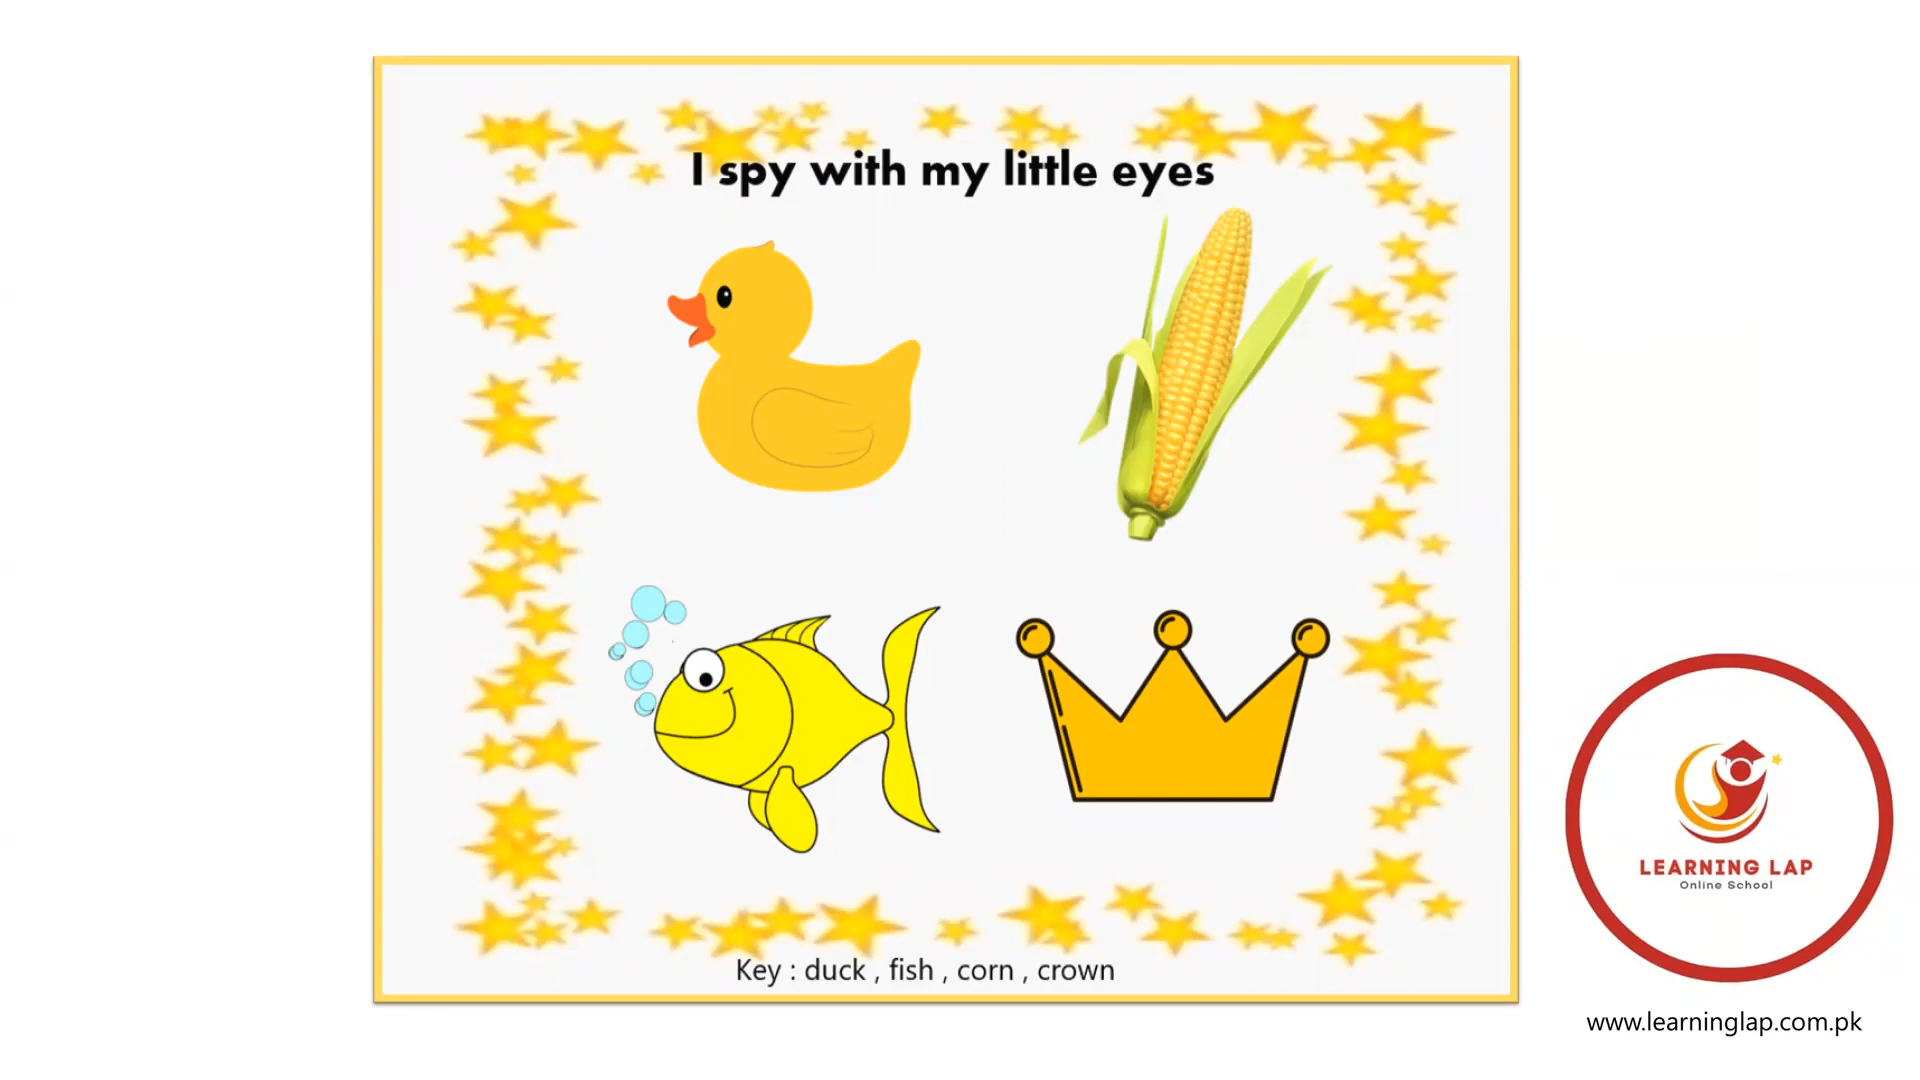 I spy with my little eyes
Key : duck , fish , corn , crown
LEARNING LAP
Online School
www.learninglap.com.pk